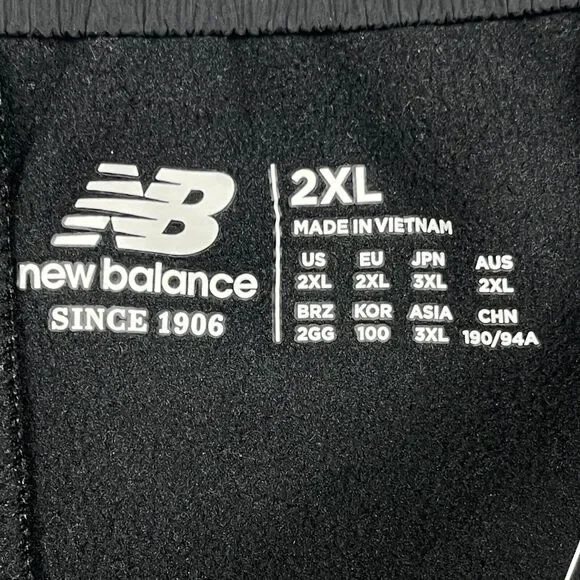 NB
new balance
SINCE 1906
2XL
MADE IN VIETNAM
US EU JPN AUS
2XL 2XL 3XL 2XL
BRZ KOR ASIA CHN
2GG 100 3XL 190/94A